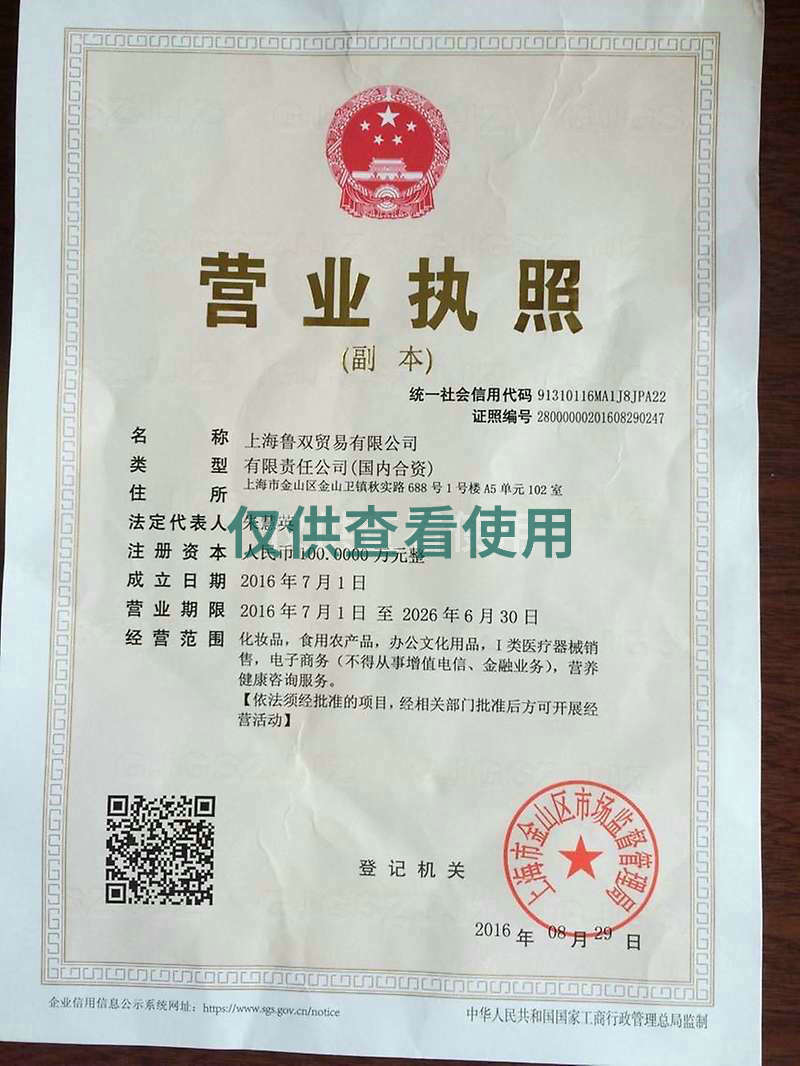 营业执照
(副 本)
统一社会信用代码 91310116MA1J8JPA22
证照编号 28000000201608290247
名 称 上海鲁双贸易有限公司
类 型 有限责任公司(国内合资)
住 所 上海市金山区金山卫镇秋实路688号1号楼A5单元102室
法定代表人 朱慧英
仅供查看使用
注册资本 人民币100.0000万元整
成立日期 2016年7月1日
营业期限 2016年7月1日 至 2026年6月30日
经营范围 化妆品，食用农产品，办公文化用品，I类医疗器械销
售，电子商务（不得从事增值电信、金融业务），营养
健康咨询服务。
【依法须经批准的项目，经相关部门批准后方可开展经
营活动】
登记机关
上海市金山区市场监督管理局
2016年08月29日
企业信用信息公示系统网址：https://www.sgs.gov.cn/notice
中华人民共和国国家工商行政管理总局监制